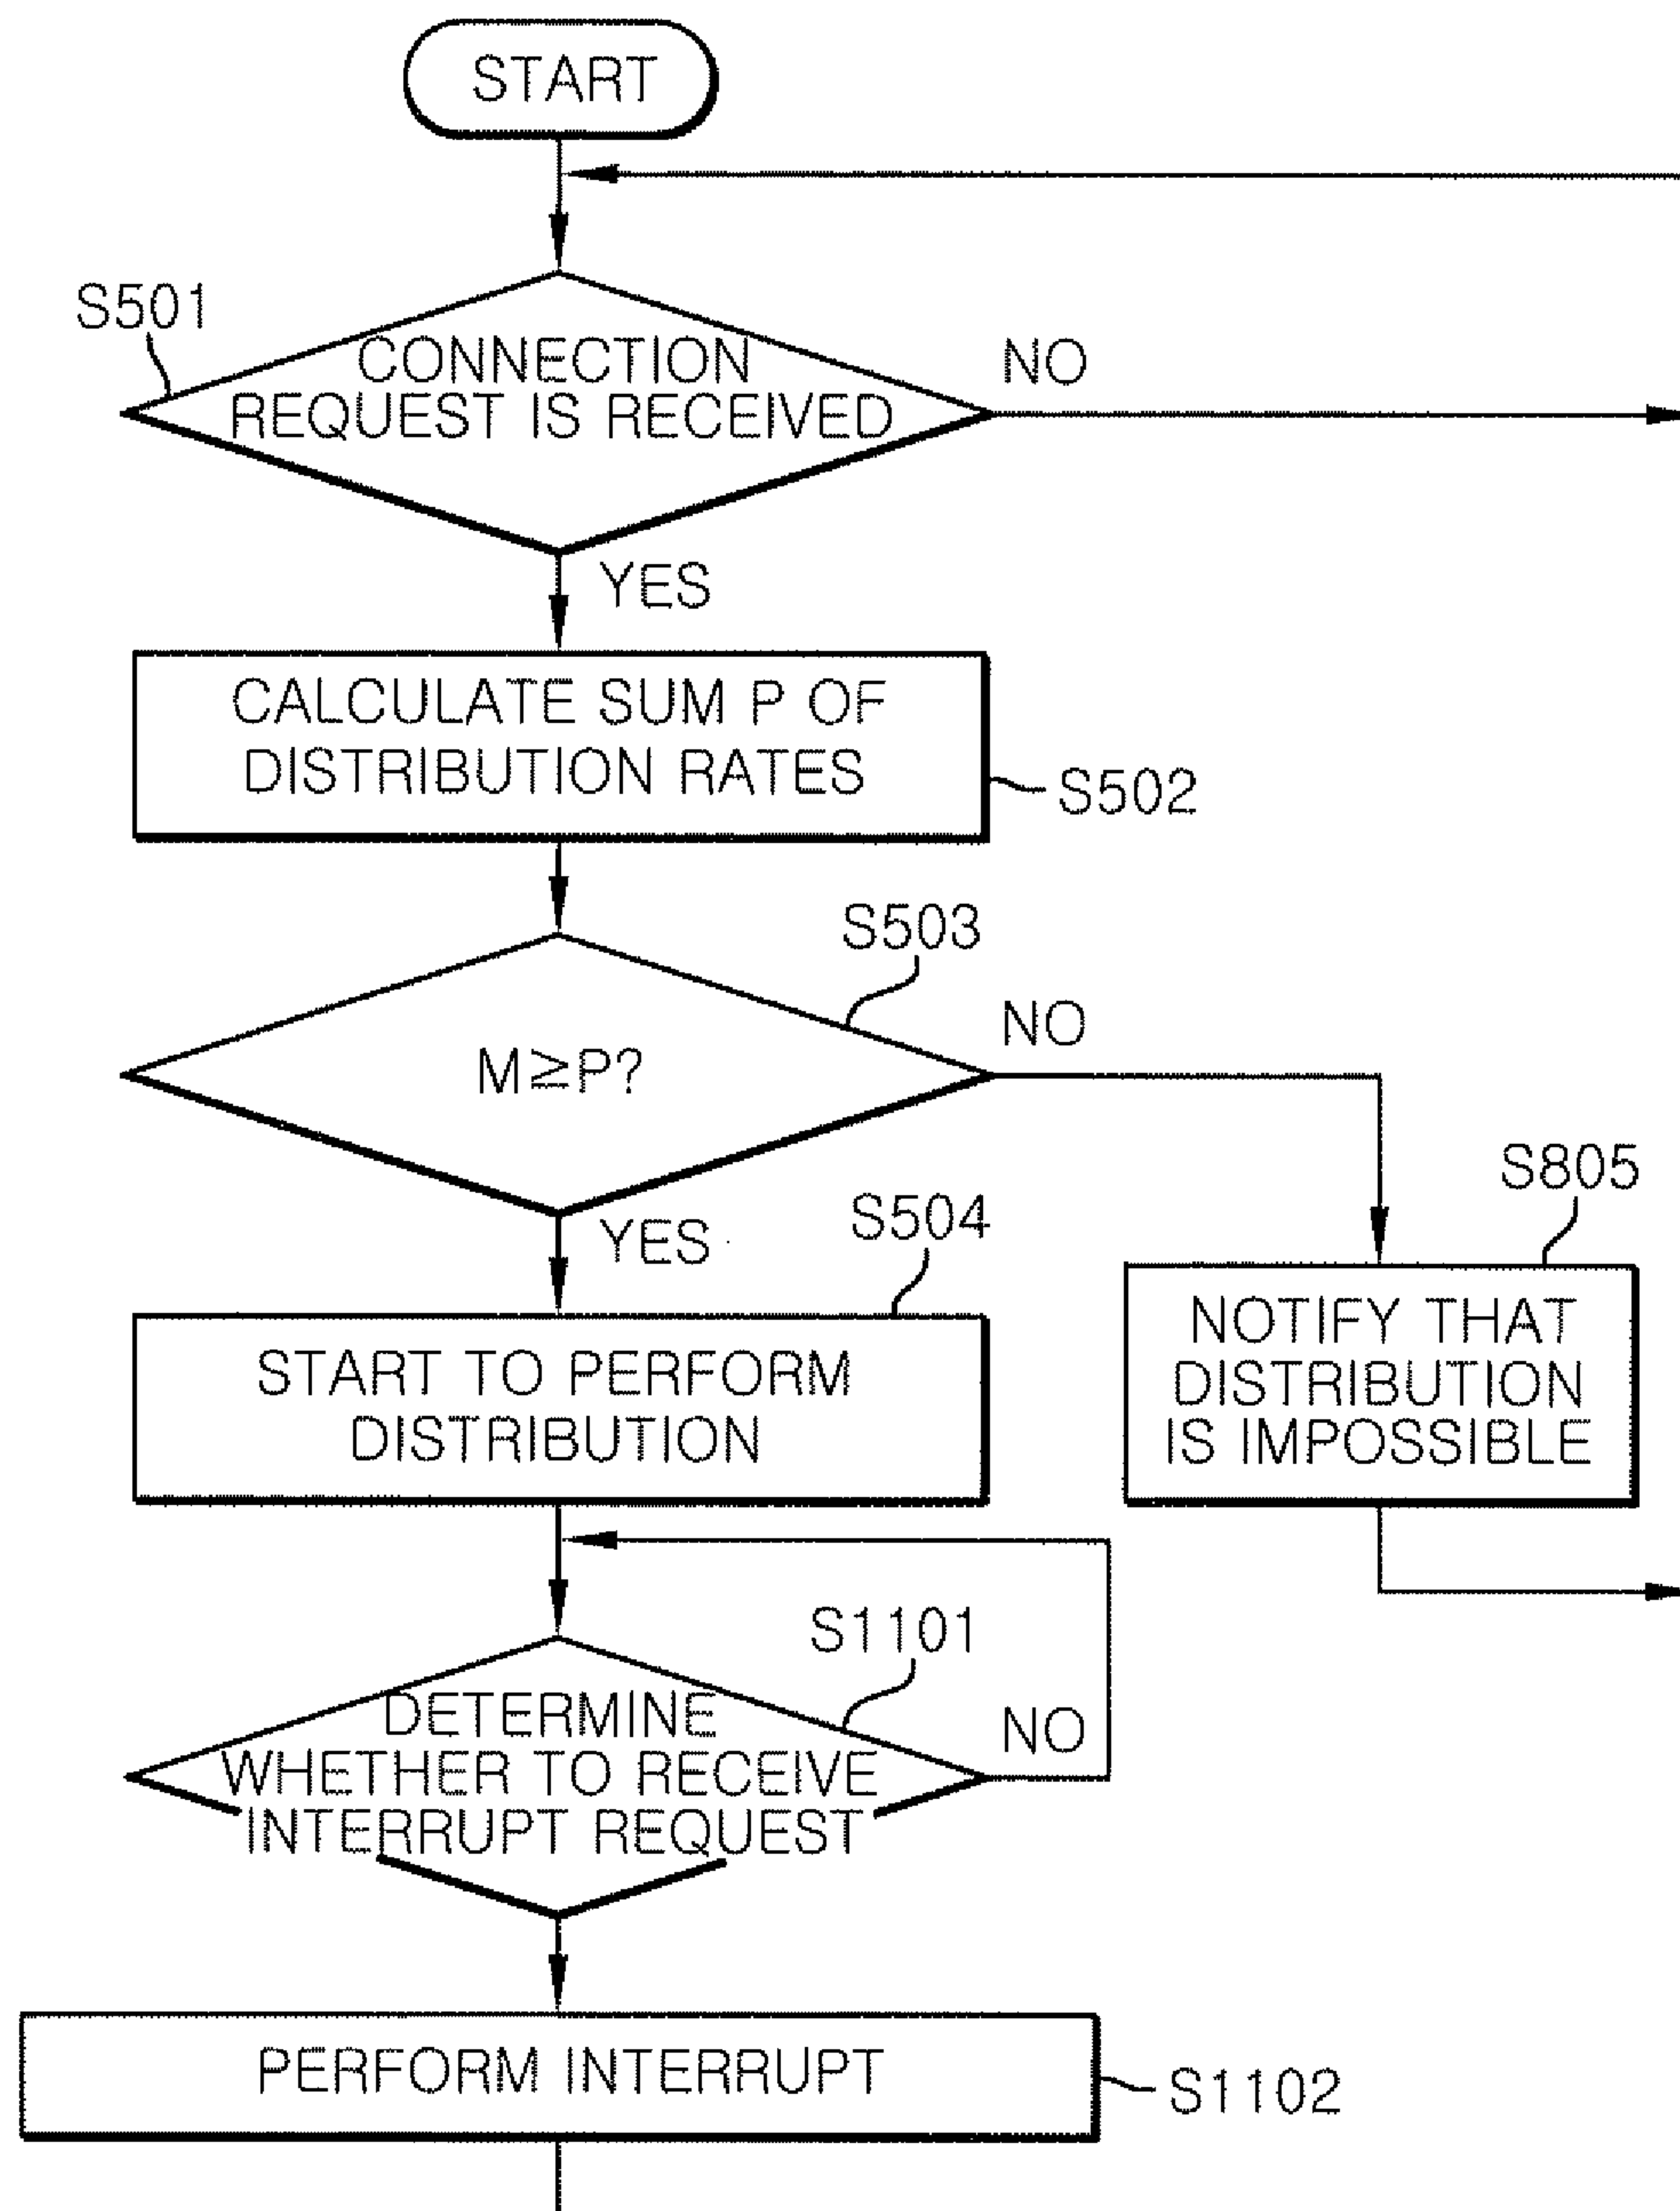 START
S501
CONNECTION
REQUEST IS RECEIVED
NO
YES
CALCULATE SUM P OF
DISTRIBUTION RATES
S502
S503
M≧P?
NO
YES
S504
S805
START TO PERFORM
DISTRIBUTION
NOTIFY THAT
DISTRIBUTION
IS IMPOSSIBLE
S1101
DETERMINE
WHETHER TO RECEIVE
INTERRUPT REQUEST
NO
PERFORM INTERRUPT
S1102